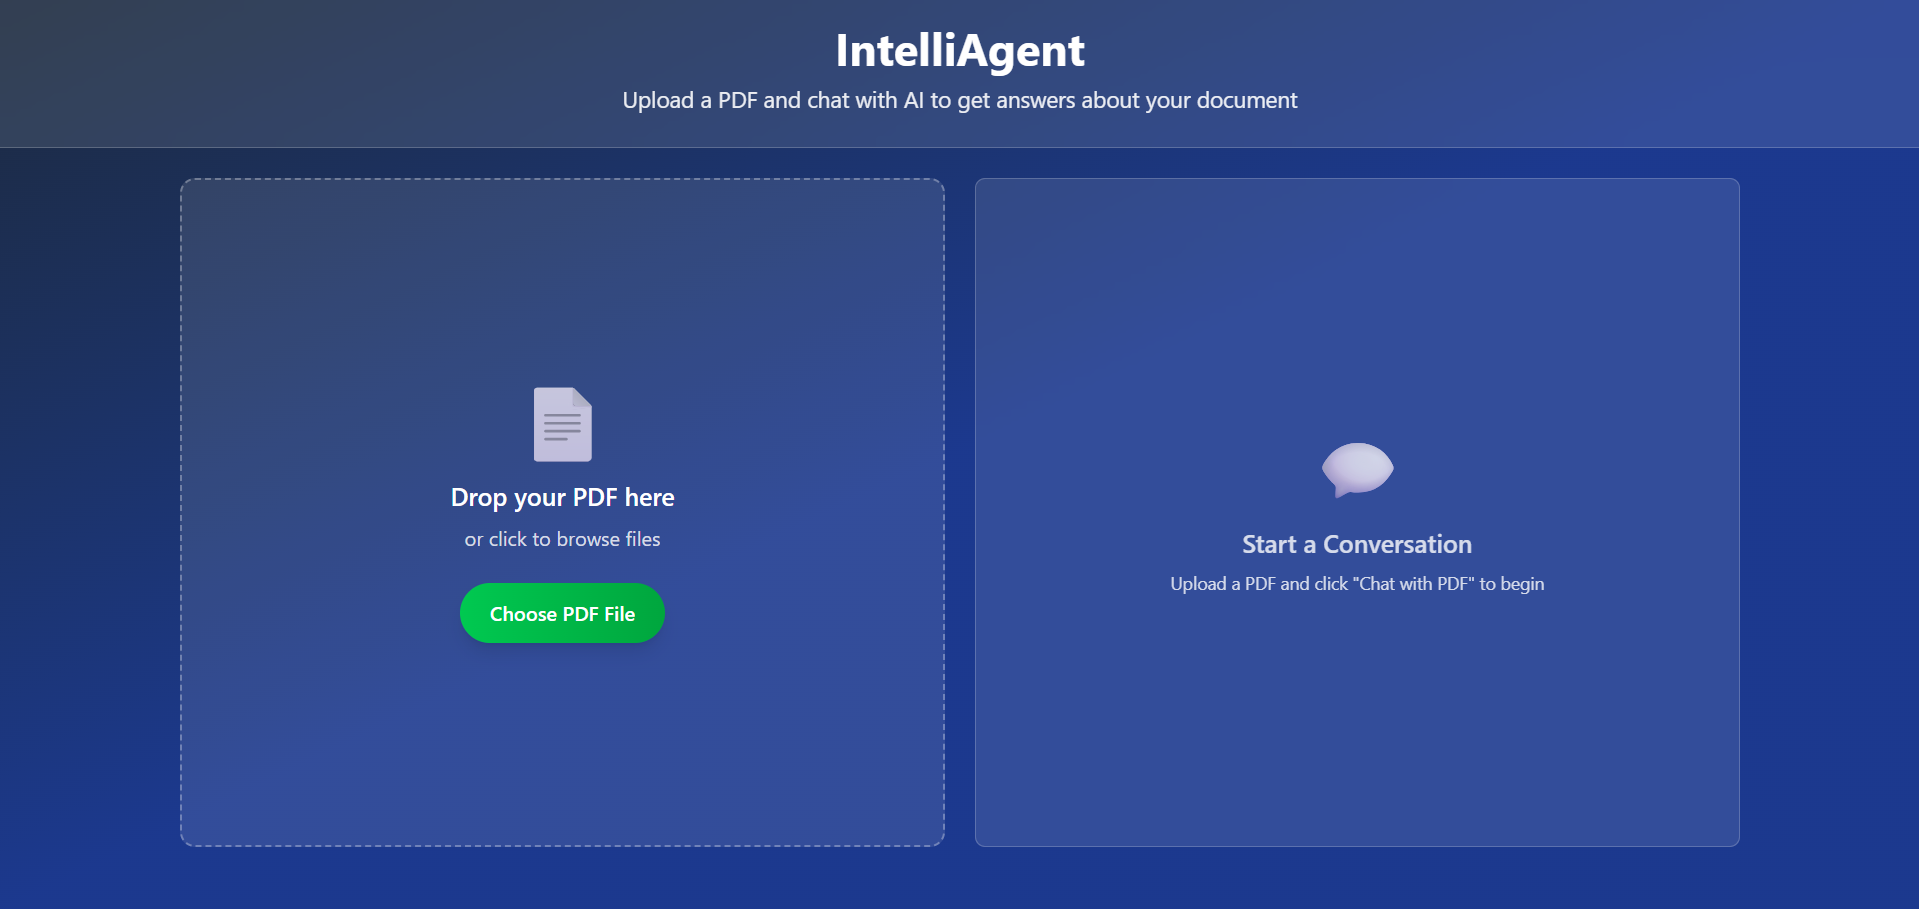 IntelliAgent
Upload a PDF and chat with AI to get answers about your document
Drop your PDF here
or click to browse files
Choose PDF File
Start a Conversation
Upload a PDF and click "Chat with PDF" to begin